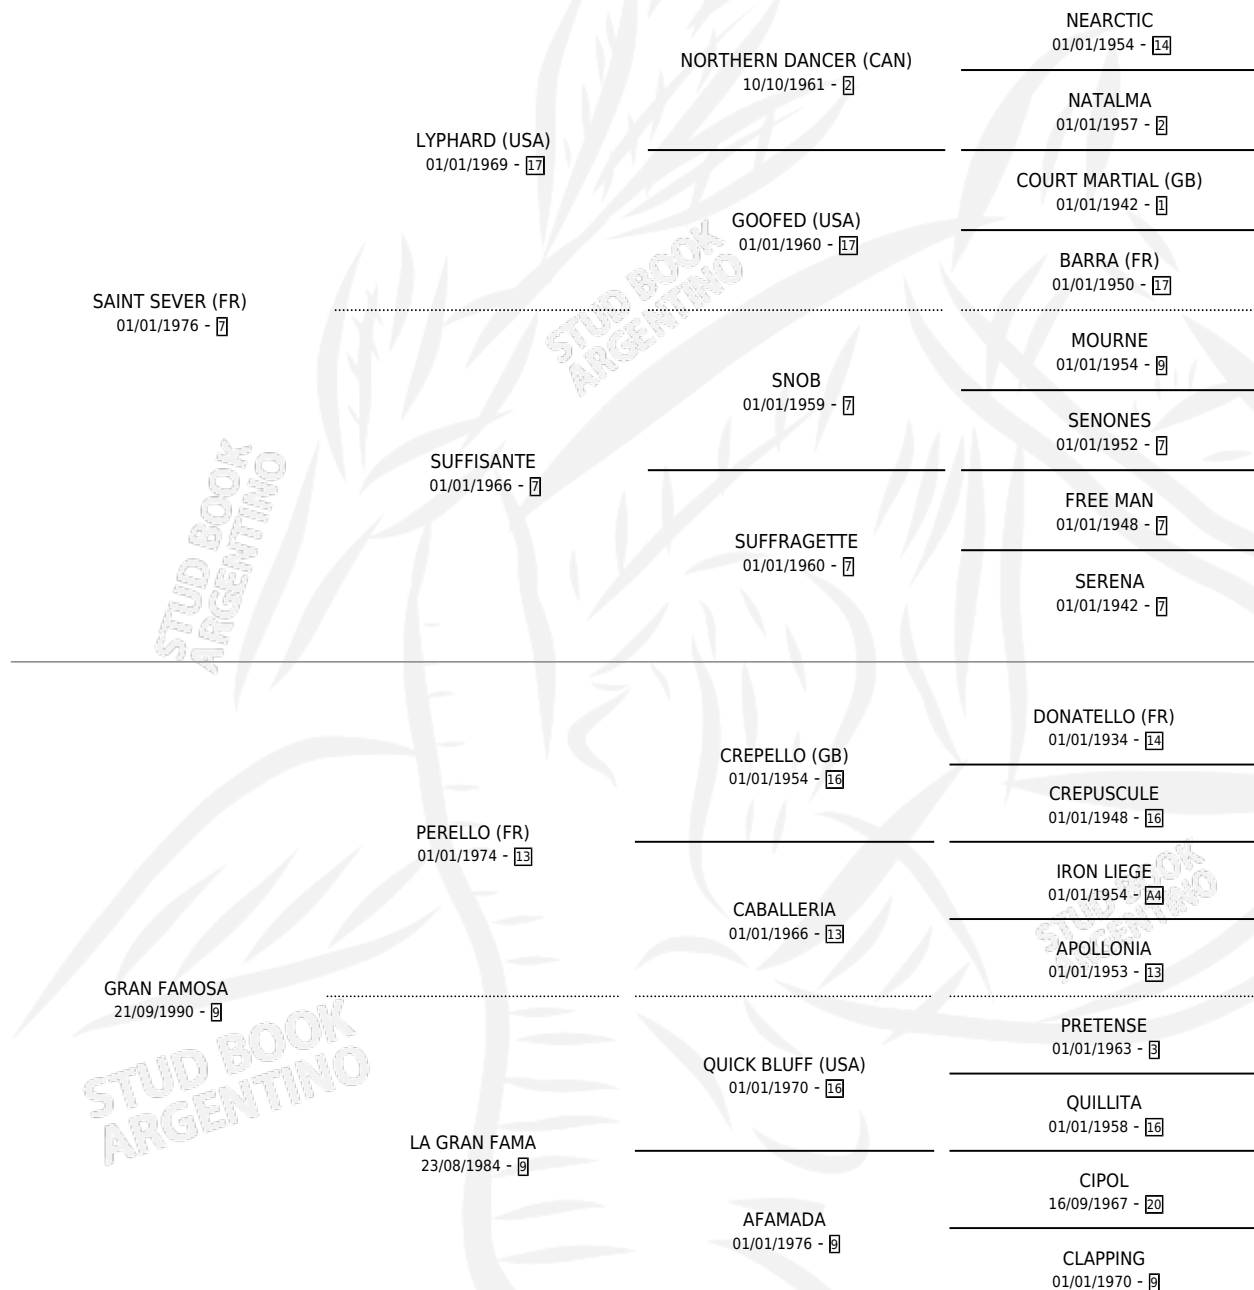 NEARCTIC
01/01/1954 - 14
NORTHERN DANCER (CAN)
10/10/1961 - 2
NATALMA
01/01/1957 - 2
LYPHARD (USA)
01/01/1969 - 17
COURT MARTIAL (GB)
01/01/1942 - 1
GOOFED (USA)
01/01/1960 - 17
BARRA (FR)
01/01/1950 - 17
SAINT SEVER (FR)
01/01/1976 - 7
MOURNE
01/01/1954 - 9
SNOB
01/01/1959 - 7
SENONES
01/01/1952 - 7
SUFFISANTE
01/01/1966 - 7
FREE MAN
01/01/1948 - 7
SUFFRAGETTE
01/01/1960 - 7
SERENA
01/01/1942 - 7
STUD BOOK
ARGENTINO
STUD BOOK
ARGENTINO
DONATELLO (FR)
01/01/1934 - 14
CREPELLO (GB)
01/01/1954 - 16
CREPUSCULE
01/01/1948 - 16
PERELLO (FR)
01/01/1974 - 13
IRON LIEGE
01/01/1954 - A4
CABALLERIA
01/01/1966 - 13
APOLLONIA
01/01/1953 - 13
STUD BOOK
ARGENTINO
GRAN FAMOSA
21/09/1990 - 9
PRETENSE
01/01/1963 - 3
QUICK BLUFF (USA)
01/01/1970 - 16
QUILLITA
01/01/1958 - 16
LA GRAN FAMA
23/08/1984 - 9
CIPOL
16/09/1967 - 20
AFAMADA
01/01/1976 - 9
CLAPPING
01/01/1970 - 9
STUD BOOK
ARGENTINO